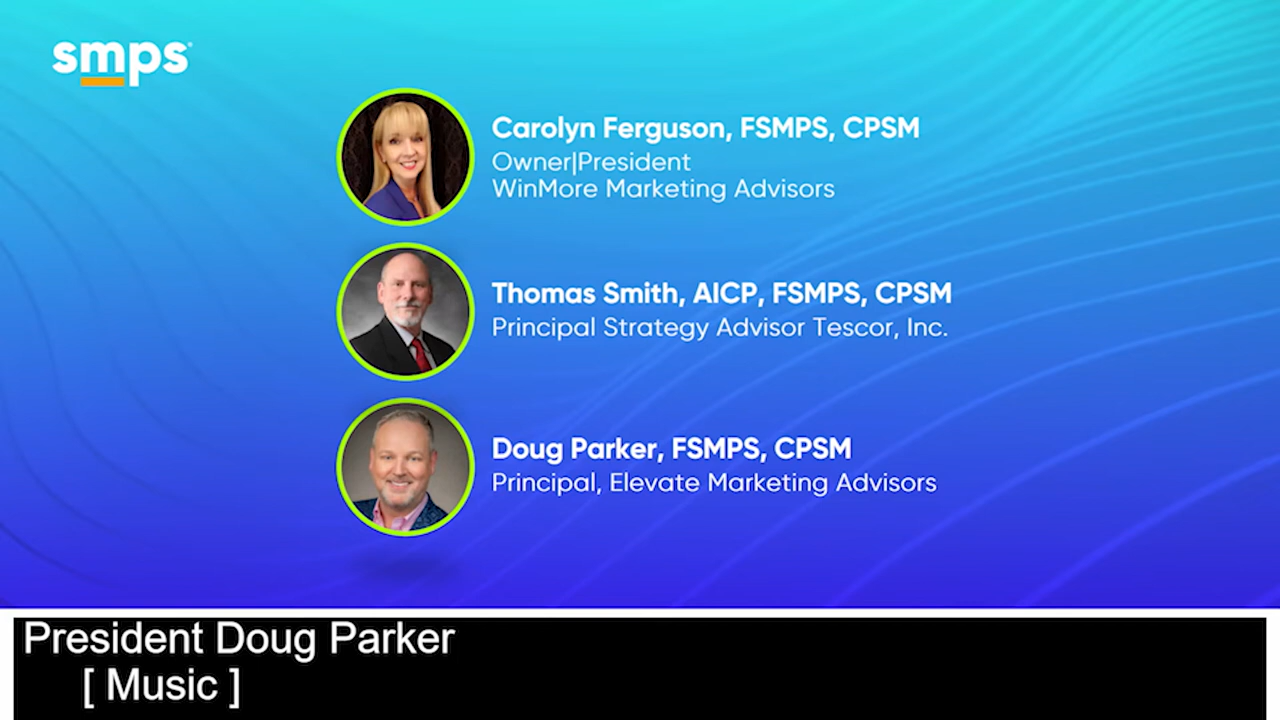 smps
Carolyn Ferguson, FSMPS, CPSM
Owner|President
WinMore Marketing Advisors
Thomas Smith, AICP, FSMPS, CPSM
Principal Strategy Advisor Tescor, Inc.
Doug Parker, FSMPS, CPSM
Principal, Elevate Marketing Advisors
President Doug Parker
[ Music ]